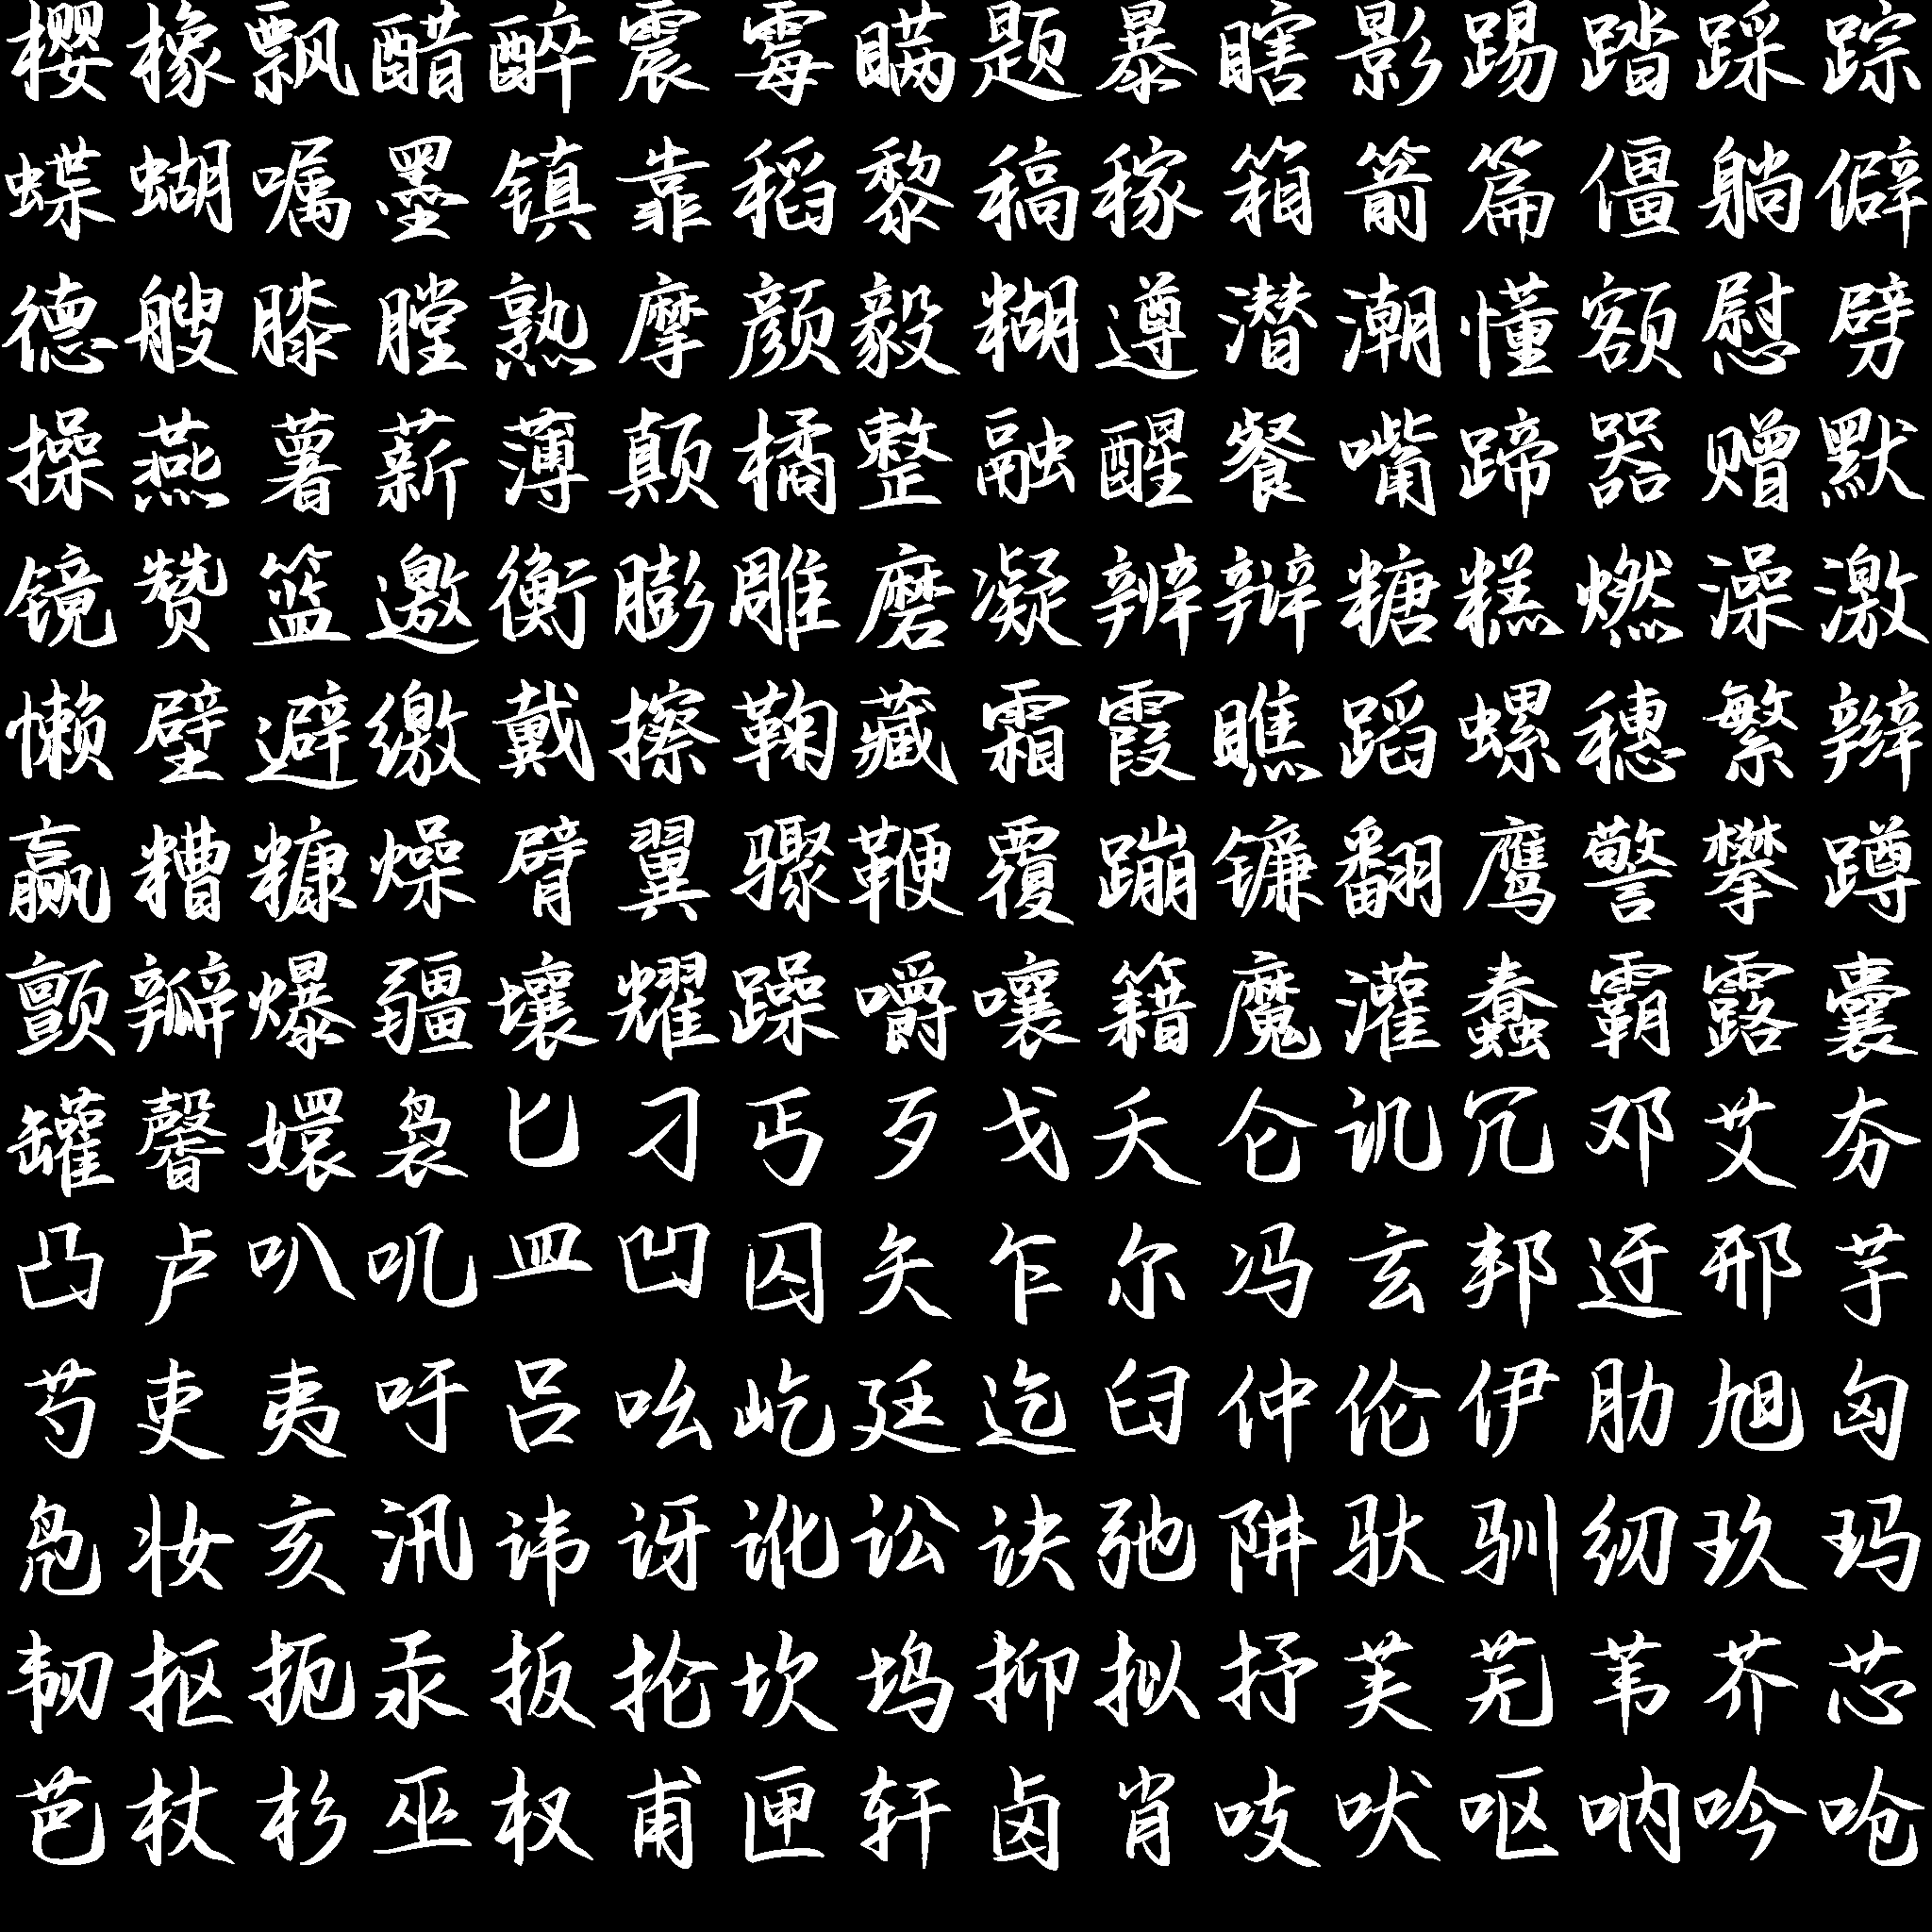 樱橡飘醋醉震霉瞒题暴瞎影踢踏踩踪
蝶蝴嘱墨镇靠稻黎稿稼箱箭篇僵躺僻
德艘膝膛熟摩颜毅糊遵潜潮懂额慰劈
操燕薯薪薄颠橘整融醒餐嘴蹄器赠默
镜赞篮邀衡膨雕磨凝辨辩糖糕燃澡激
懒壁避缴戴擦鞠藏霜霞瞧蹈螺穗繁辫
赢糟糠燥臂翼骤鞭覆蹦镰翻鹰警攀蹲
颤瓣爆疆壤耀躁嚼嚷籍魔灌蠢霸露囊
罐馨嬛袅匕刁丐歹戈夭仑讥冗邓艾夯
凸卢叭叽皿凹囚矢乍尔冯玄邦迂邢芋
芍吏夷吁吕吆屹廷迄臼仲伦伊肋旭匈
凫妆亥汛讳讶讹讼诀弛阱驮驯纫玖玛
韧抠扼汞扳抡坎坞抑拟抒芙芜苇芥芯
芭杖杉巫杈甫匣轩卤肖吱吠呕呐吟呛